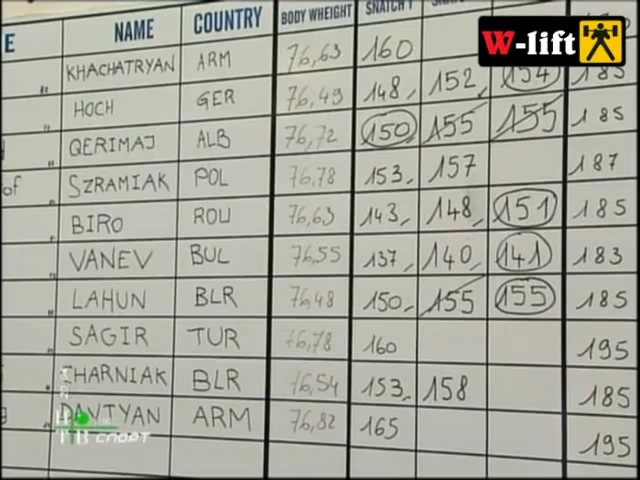 W-lift
E NAME COUNTRY BODY WHEIGHT SNATCH 1
KHACHATRYAN ARM 76,63 160
" HOCH GER 76,49 148, 152, 154 185
" QERIMAJ ALB 76,72 150 155 155 185
of " SZRAMIAK POL 76,78 153, 157 187
BIRO ROU 76,63 143, 148, 151 185
" VANEV BUL 76,55 137, 140, 141 183
" LAHUN BLR 76,48 150, 155 155 185
" SAGIR TUR 76,78 160 195
CHARNIAK BLR 76,54 153, 158 185
" DAVTYAN ARM 76,82 165 195
НТВ СПОРТ